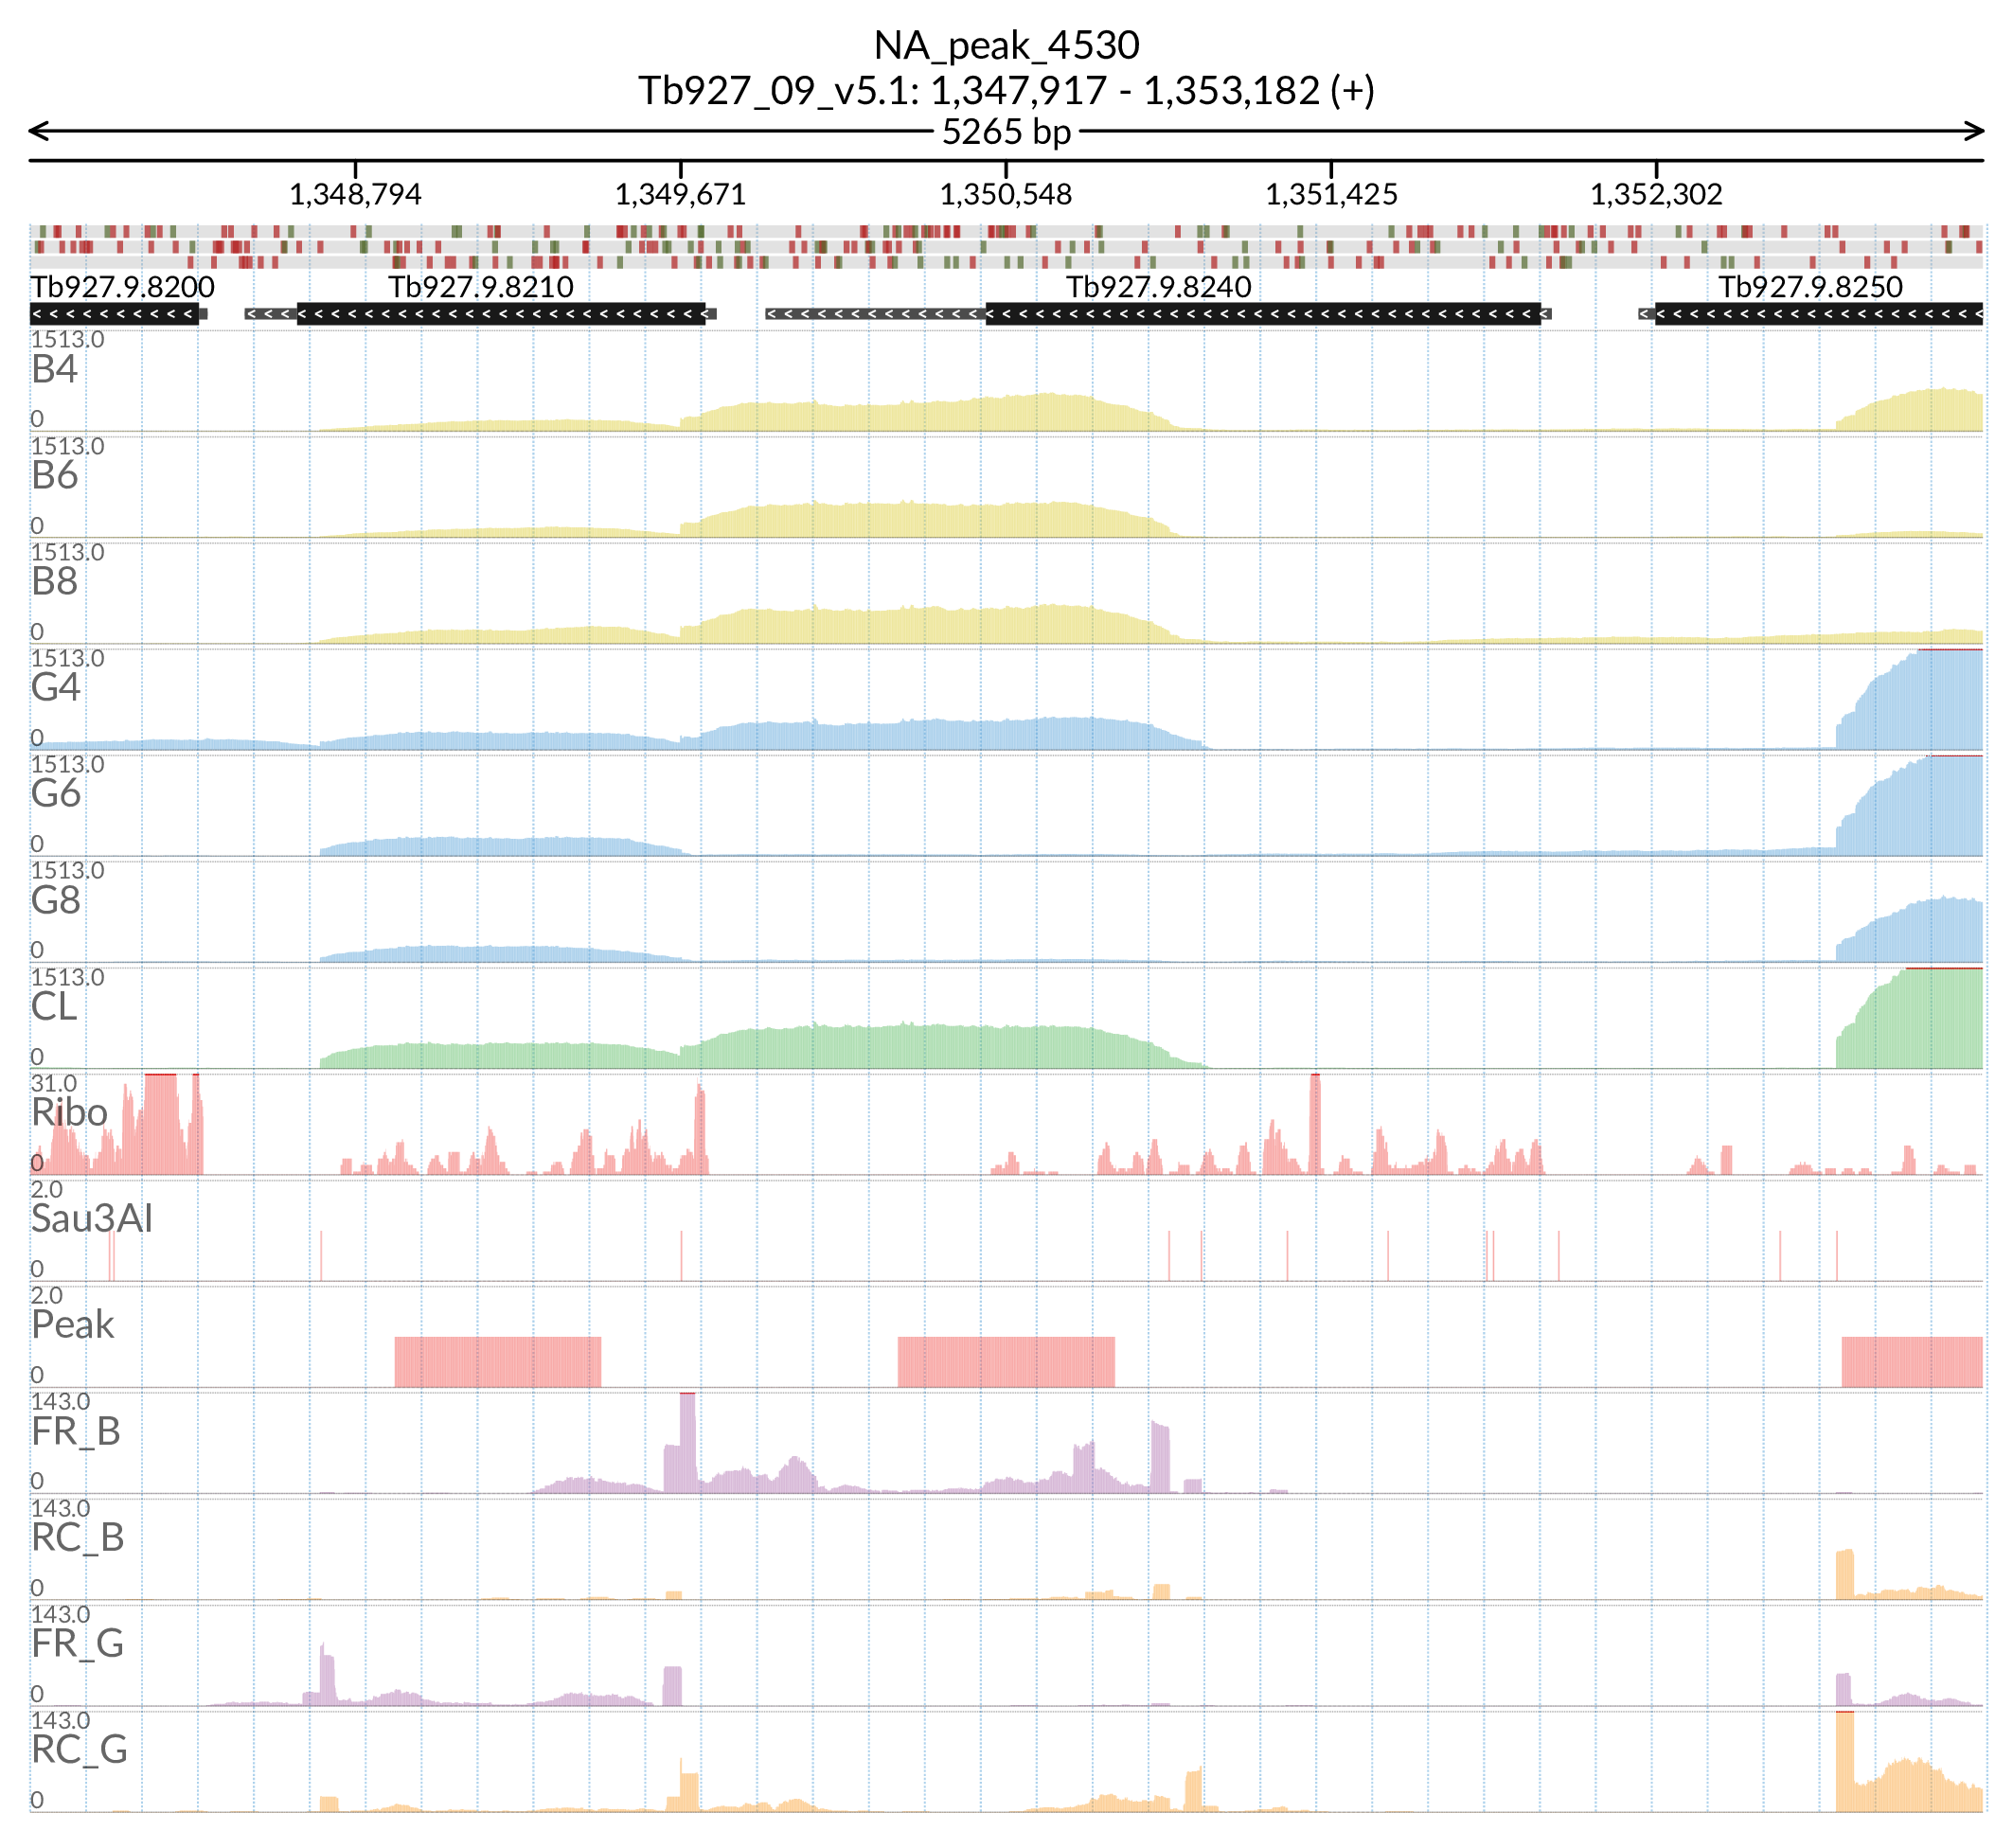 NA_peak_4530
Tb927_09_v5.1: 1,347,917 - 1,353,182 (+)
5265 bp
1,348,794 1,349,671 1,350,548 1,351,425 1,352,302
Tb927.9.8200 Tb927.9.8210 Tb927.9.8240 Tb927.9.8250
1513.0
B4
0
1513.0
B6
0
1513.0
B8
0
1513.0
G4
0
1513.0
G6
0
1513.0
G8
0
1513.0
CL
0
31.0
Ribo
0
2.0
Sau3AI
0
2.0
Peak
0
143.0
FR_B
0
143.0
RC_B
0
143.0
FR_G
0
143.0
RC_G
0